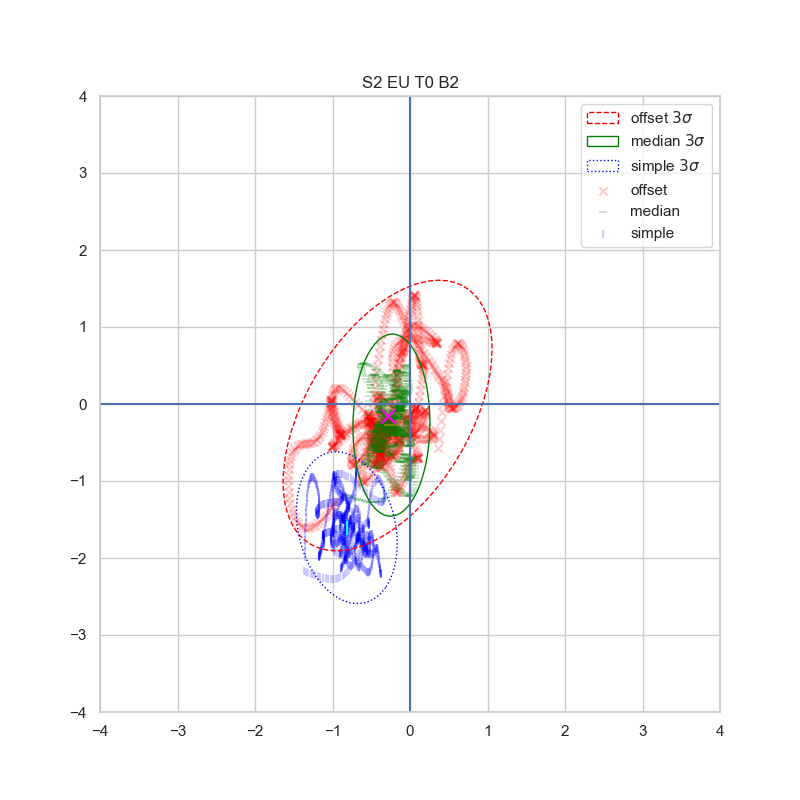 S2 EU T0 B2
offset 3σ
median 3σ
simple 3σ
offset
median
simple
4
3
2
1
0
−1
−2
−3
−4
−4 −3 −2 −1 0 1 2 3 4